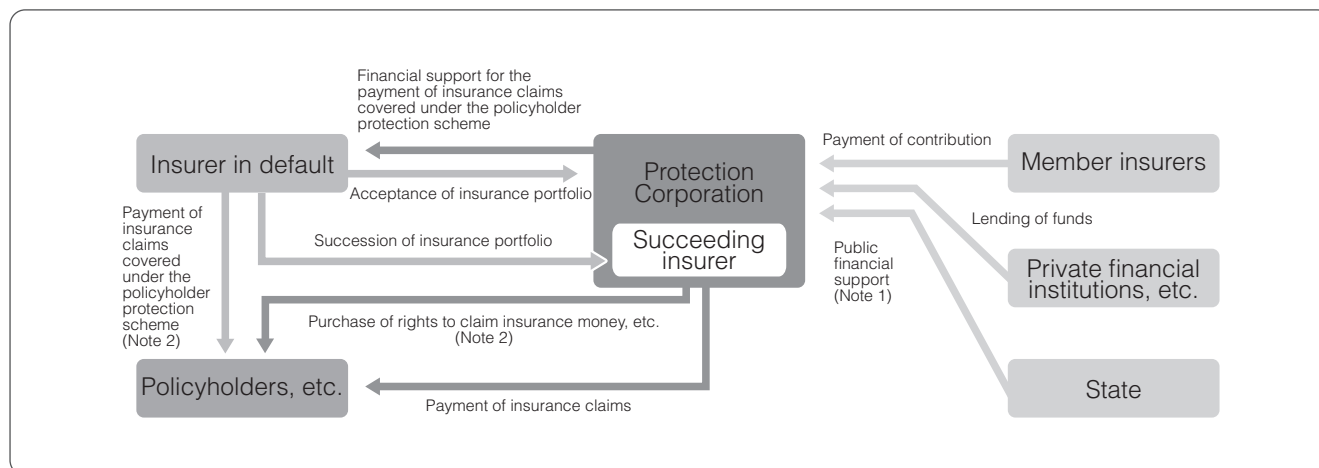 Financial support for the
payment of insurance claims
covered under the policyholder
protection scheme
Insurer in default
Acceptance of insurance portfolio
Protection
Corporation
Payment of contribution
Member insurers
Payment of
insurance
claims
covered
under the
policyholder
protection
scheme
(Note 2)
Succession of insurance portfolio
Succeeding
insurer
Lending of funds
Public
financial
support
(Note 1)
Private financial
institutions, etc.
Purchase of rights to claim insurance money, etc.
(Note 2)
Policyholders, etc.
Payment of insurance claims
State